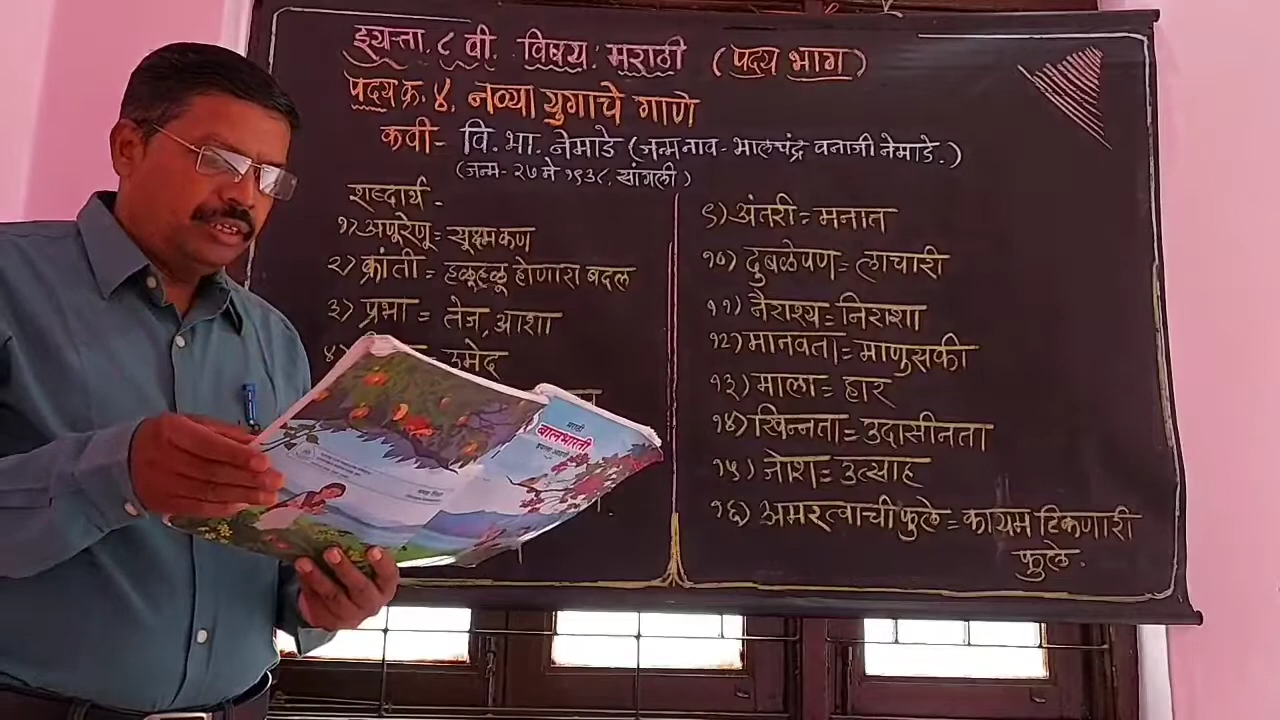 इयत्ता. ८ वी. विषय: मराठी (पद्य भाग)
पद्य क्र. ४. नव्या युगाचे गाणे
कवी- वि. भा. नेमाडे (जन्मनाव- भालचंद्र वनाजी नेमाडे.)
(जन्म- २७ मे १९३८, सांगली)
शब्दार्थ -
१) अणूरेणू = सूक्ष्मकण
२) क्रांती = हळूहळू होणारा बदल
३) प्रभा = तेज, आशा
४) = उमेद
९) अंतरी = मनात
१०) दुबळेपण = लाचारी
११) नैराश्य = निराशा
१२) मानवता = माणुसकी
१३) माला = हार
१४) खिन्नता = उदासीनता
१५) जोश = उत्साह
१६) अमरत्वाची फुले = कायम टिकणारी
फुले.
मराठी
बालभारती